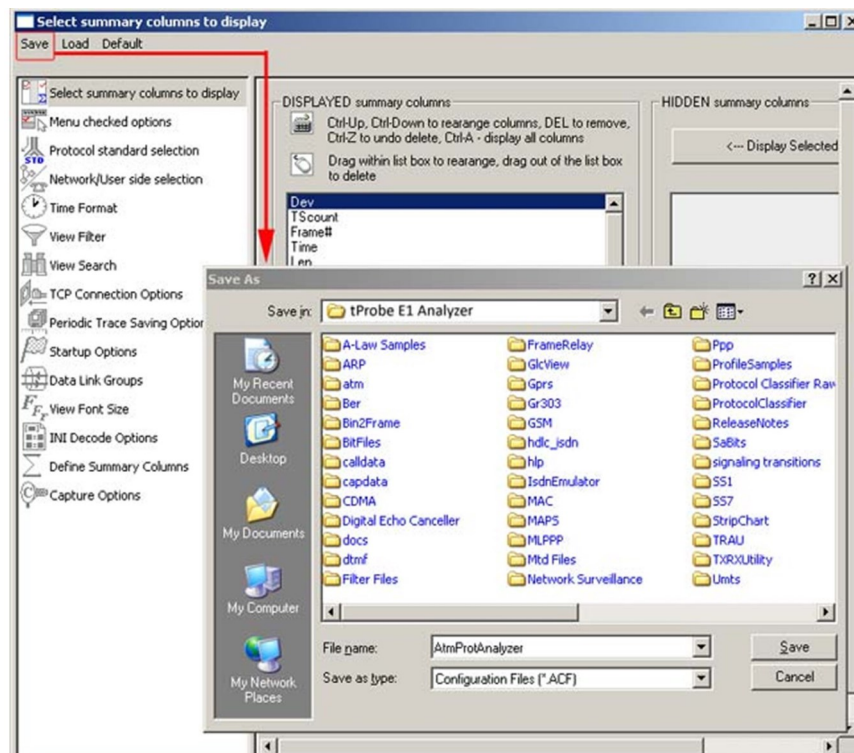 Select summary columns to display
Save Load Default
Select summary columns to display
Menu checked options
Protocol standard selection
Network/User side selection
Time Format
View Filter
View Search
TCP Connection Options
Periodic Trace Saving Option
Startup Options
Data Link Groups
View Font Size
INI Decode Options
Define Summary Columns
Capture Options
DISPLAYED summary columns
Ctrl-Up, Ctrl-Down to rearange columns, DEL to remove,
Ctrl-Z to undo delete, Ctrl-A - display all columns
Drag within list box to rearange, drag out of the list box
to delete
Dev
TScount
Frame#
Time
Len
HIDDEN summary columns
<--- Display Selected
Save As
Save in: tProbe E1 Analyzer
My Recent
Documents
Desktop
My Documents
My Computer
My Network
Places
A-Law Samples
ARP
atm
Ber
Bin2Frame
BitFiles
calldata
capdata
CDMA
Digital Echo Canceller
docs
dtmf
Filter Files
FrameRelay
GlcView
Gprs
Gr303
GSM
hdlc_isdn
hlp
IsdnEmulator
MAC
MAPS
MLPPP
Mtd Files
Network Surveillance
Ppp
ProfileSamples
Protocol Classifier Raw
ProtocolClassifier
ReleaseNotes
SaBits
signaling transitions
SS1
SS7
StripChart
TRAU
TXRXUtility
Umts
File name: AtmProtAnalyzer Save
Save as type: Configuration Files (*.ACF) Cancel